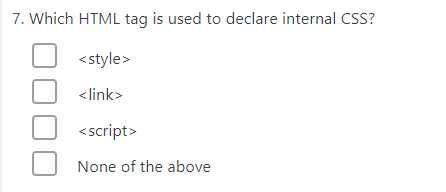 7. Which HTML tag is used to declare internal CSS?
<style>
<link>
<script>
None of the above